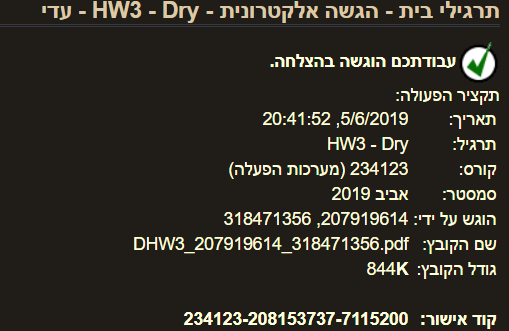 תרגילי בית - הגשה אלקטרונית - HW3 - Dry - עדי
עבודתכם הוגשה בהצלחה.
תקציר הפעולה:
תאריך: 5/6/2019, 20:41:52
תרגיל: HW3 - Dry
קורס: 234123 (מערכות הפעלה)
סמסטר: אביב 2019
הוגש על ידי: 207919614, 318471356
שם הקובץ: DHW3_207919614_318471356.pdf
גודל הקובץ: 844K
קוד אישור: 234123-208153737-7115200